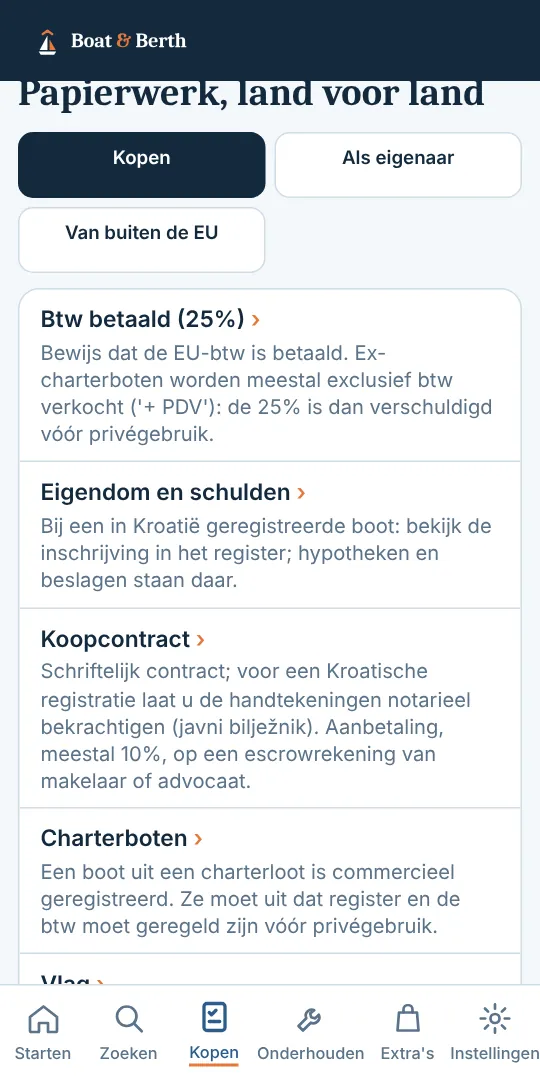 Boat & Berth
Papierwerk, land voor land
Kopen
Als eigenaar
Van buiten de EU
Btw betaald (25%) ›
Bewijs dat de EU-btw is betaald. Ex-
charterboten worden meestal exclusief btw
verkocht ('+ PDV'): de 25% is dan verschuldigd
vóór privégebruik.
Eigendom en schulden ›
Bij een in Kroatië geregistreerde boot: bekijk de
inschrijving in het register; hypotheken en
beslagen staan daar.
Koopcontract ›
Schriftelijk contract; voor een Kroatische
registratie laat u de handtekeningen notarieel
bekrachtigen (javni bilježnik). Aanbetaling,
meestal 10%, op een escrowrekening van
makelaar of advocaat.
Charterboten ›
Een boot uit een charterloot is commercieel
geregistreerd. Ze moet uit dat register en de
btw moet geregeld zijn vóór privégebruik.
Vlag ›
Starten
Zoeken
Kopen
Onderhouden
Extra's
Instellingen